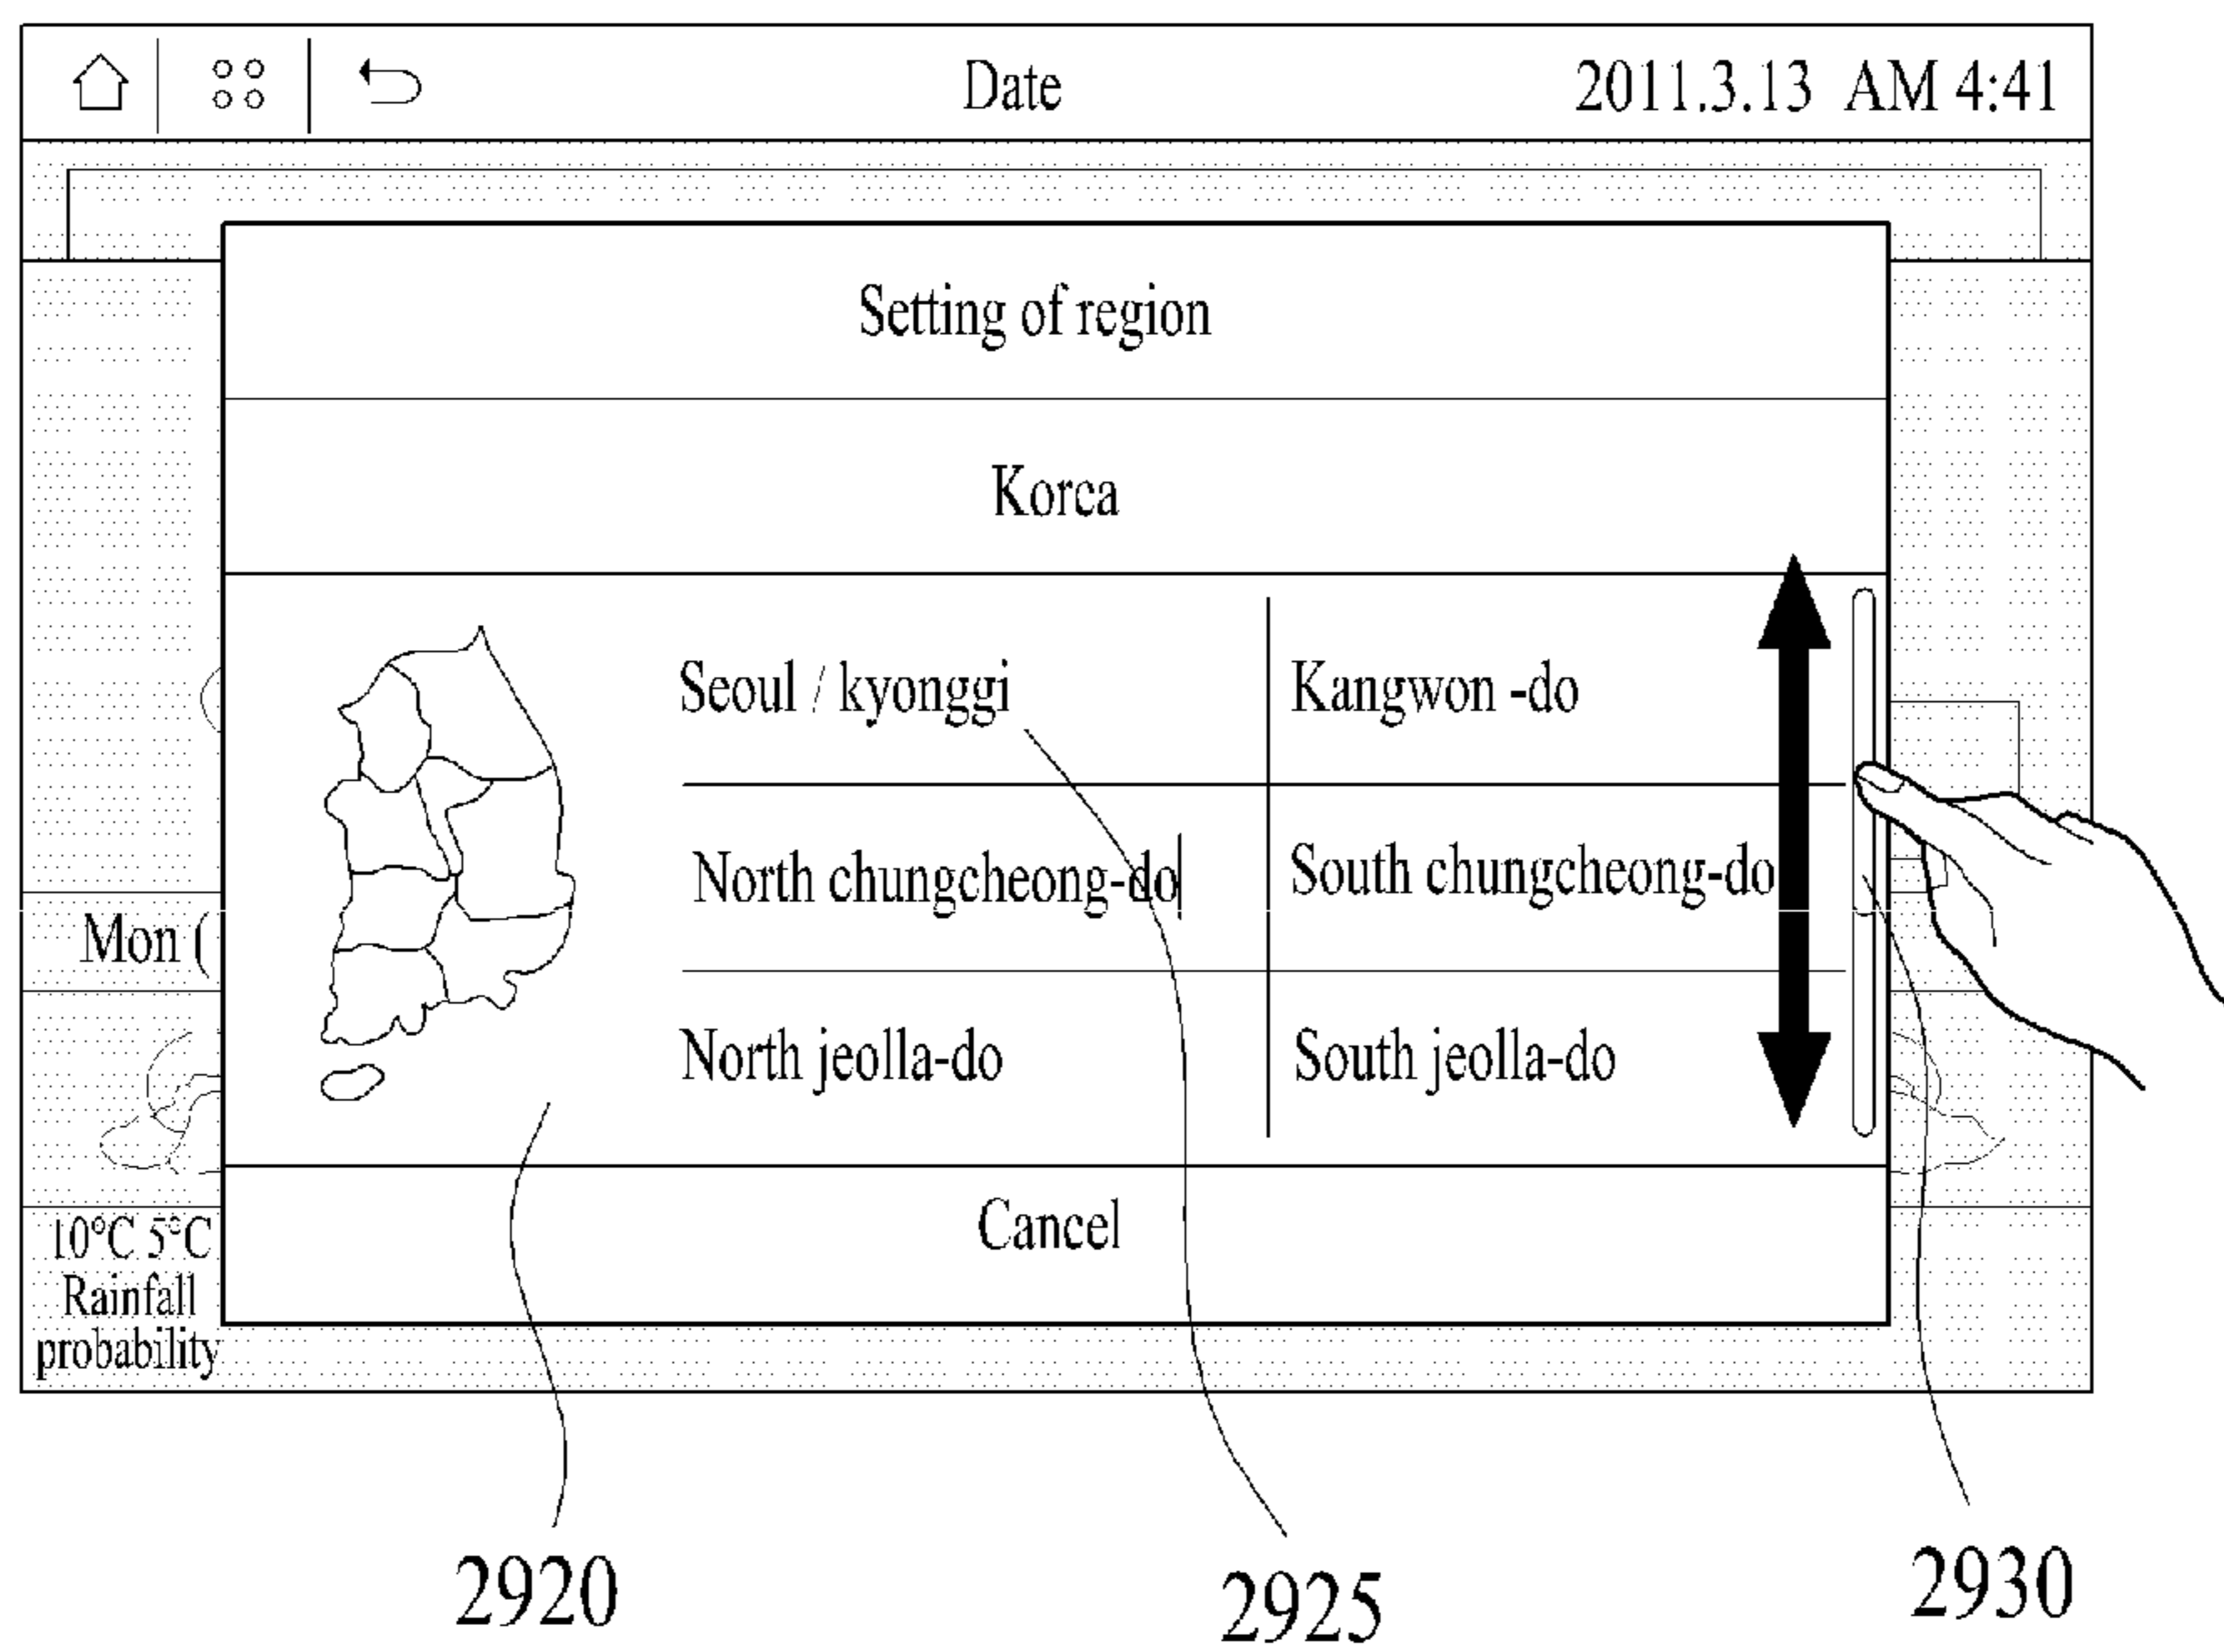 Date 2011.3.13 AM 4:41
Setting of region
Korca
Seoul / kyonggi Kangwon -do
North chungcheong-do South chungcheong-do
Mon (
North jeolla-do South jeolla-do
Cancel
10°C 5°C
Rainfall
probability
2920 2925 2930